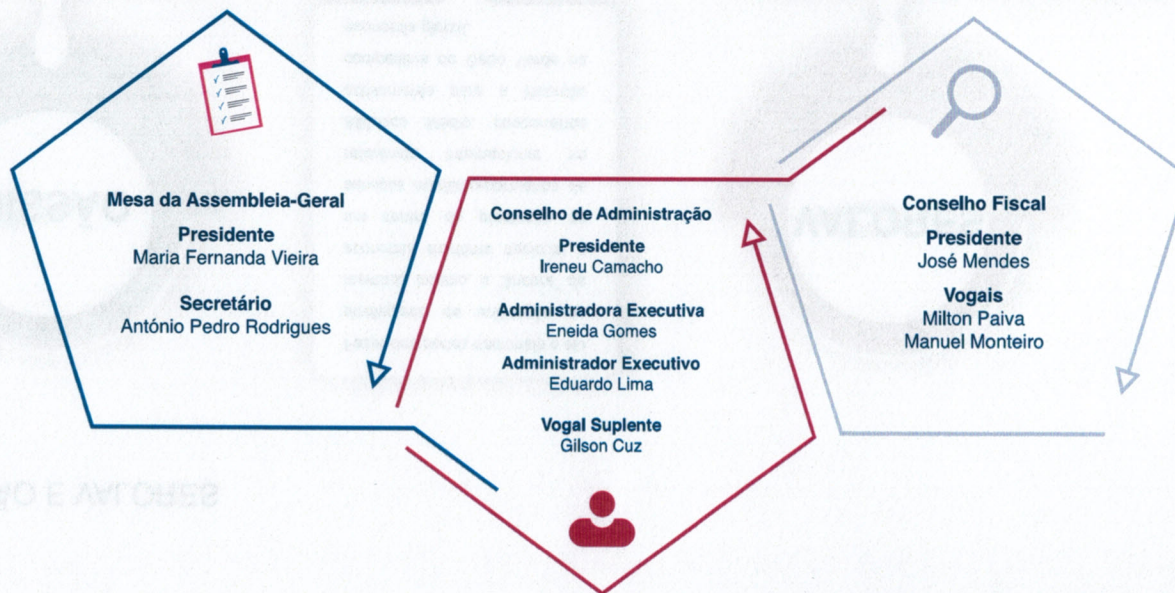 Mesa da Assembleia-Geral
Presidente
Maria Fernanda Vieira
Secretário
António Pedro Rodrigues
Conselho de Administração
Presidente
Ireneu Camacho
Administradora Executiva
Eneida Gomes
Administrador Executivo
Eduardo Lima
Vogal Suplente
Gilson Cuz
Conselho Fiscal
Presidente
José Mendes
Vogais
Milton Paiva
Manuel Monteiro